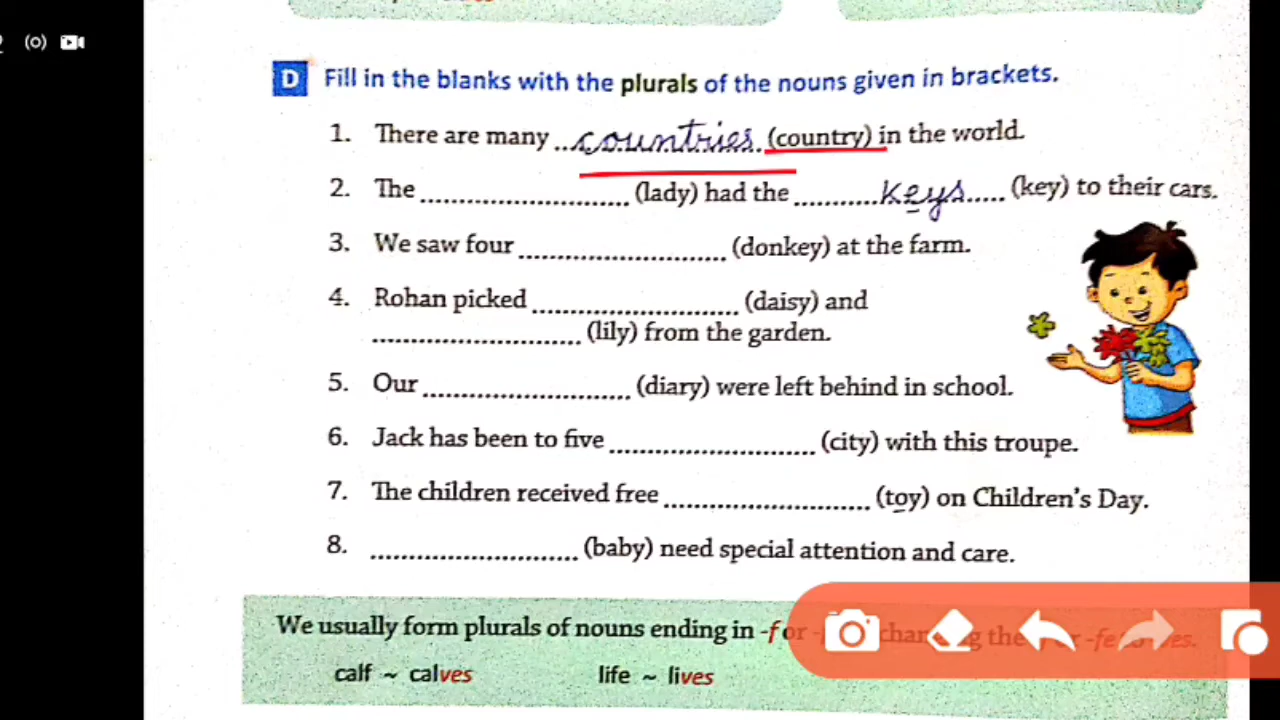 D Fill in the blanks with the plurals of the nouns given in brackets.
1. There are many ...countries. (country) in the world.
2. The .......................... (lady) had the ..........keys..... (key) to their cars.
3. We saw four .......................... (donkey) at the farm.
4. Rohan picked .......................... (daisy) and
.......................... (lily) from the garden.
5. Our .......................... (diary) were left behind in school.
6. Jack has been to five .......................... (city) with this troupe.
7. The children received free .......................... (toy) on Children's Day.
8. .......................... (baby) need special attention and care.
We usually form plurals of nouns ending in -f or - chan the -fe
calf ~ calves life ~ lives